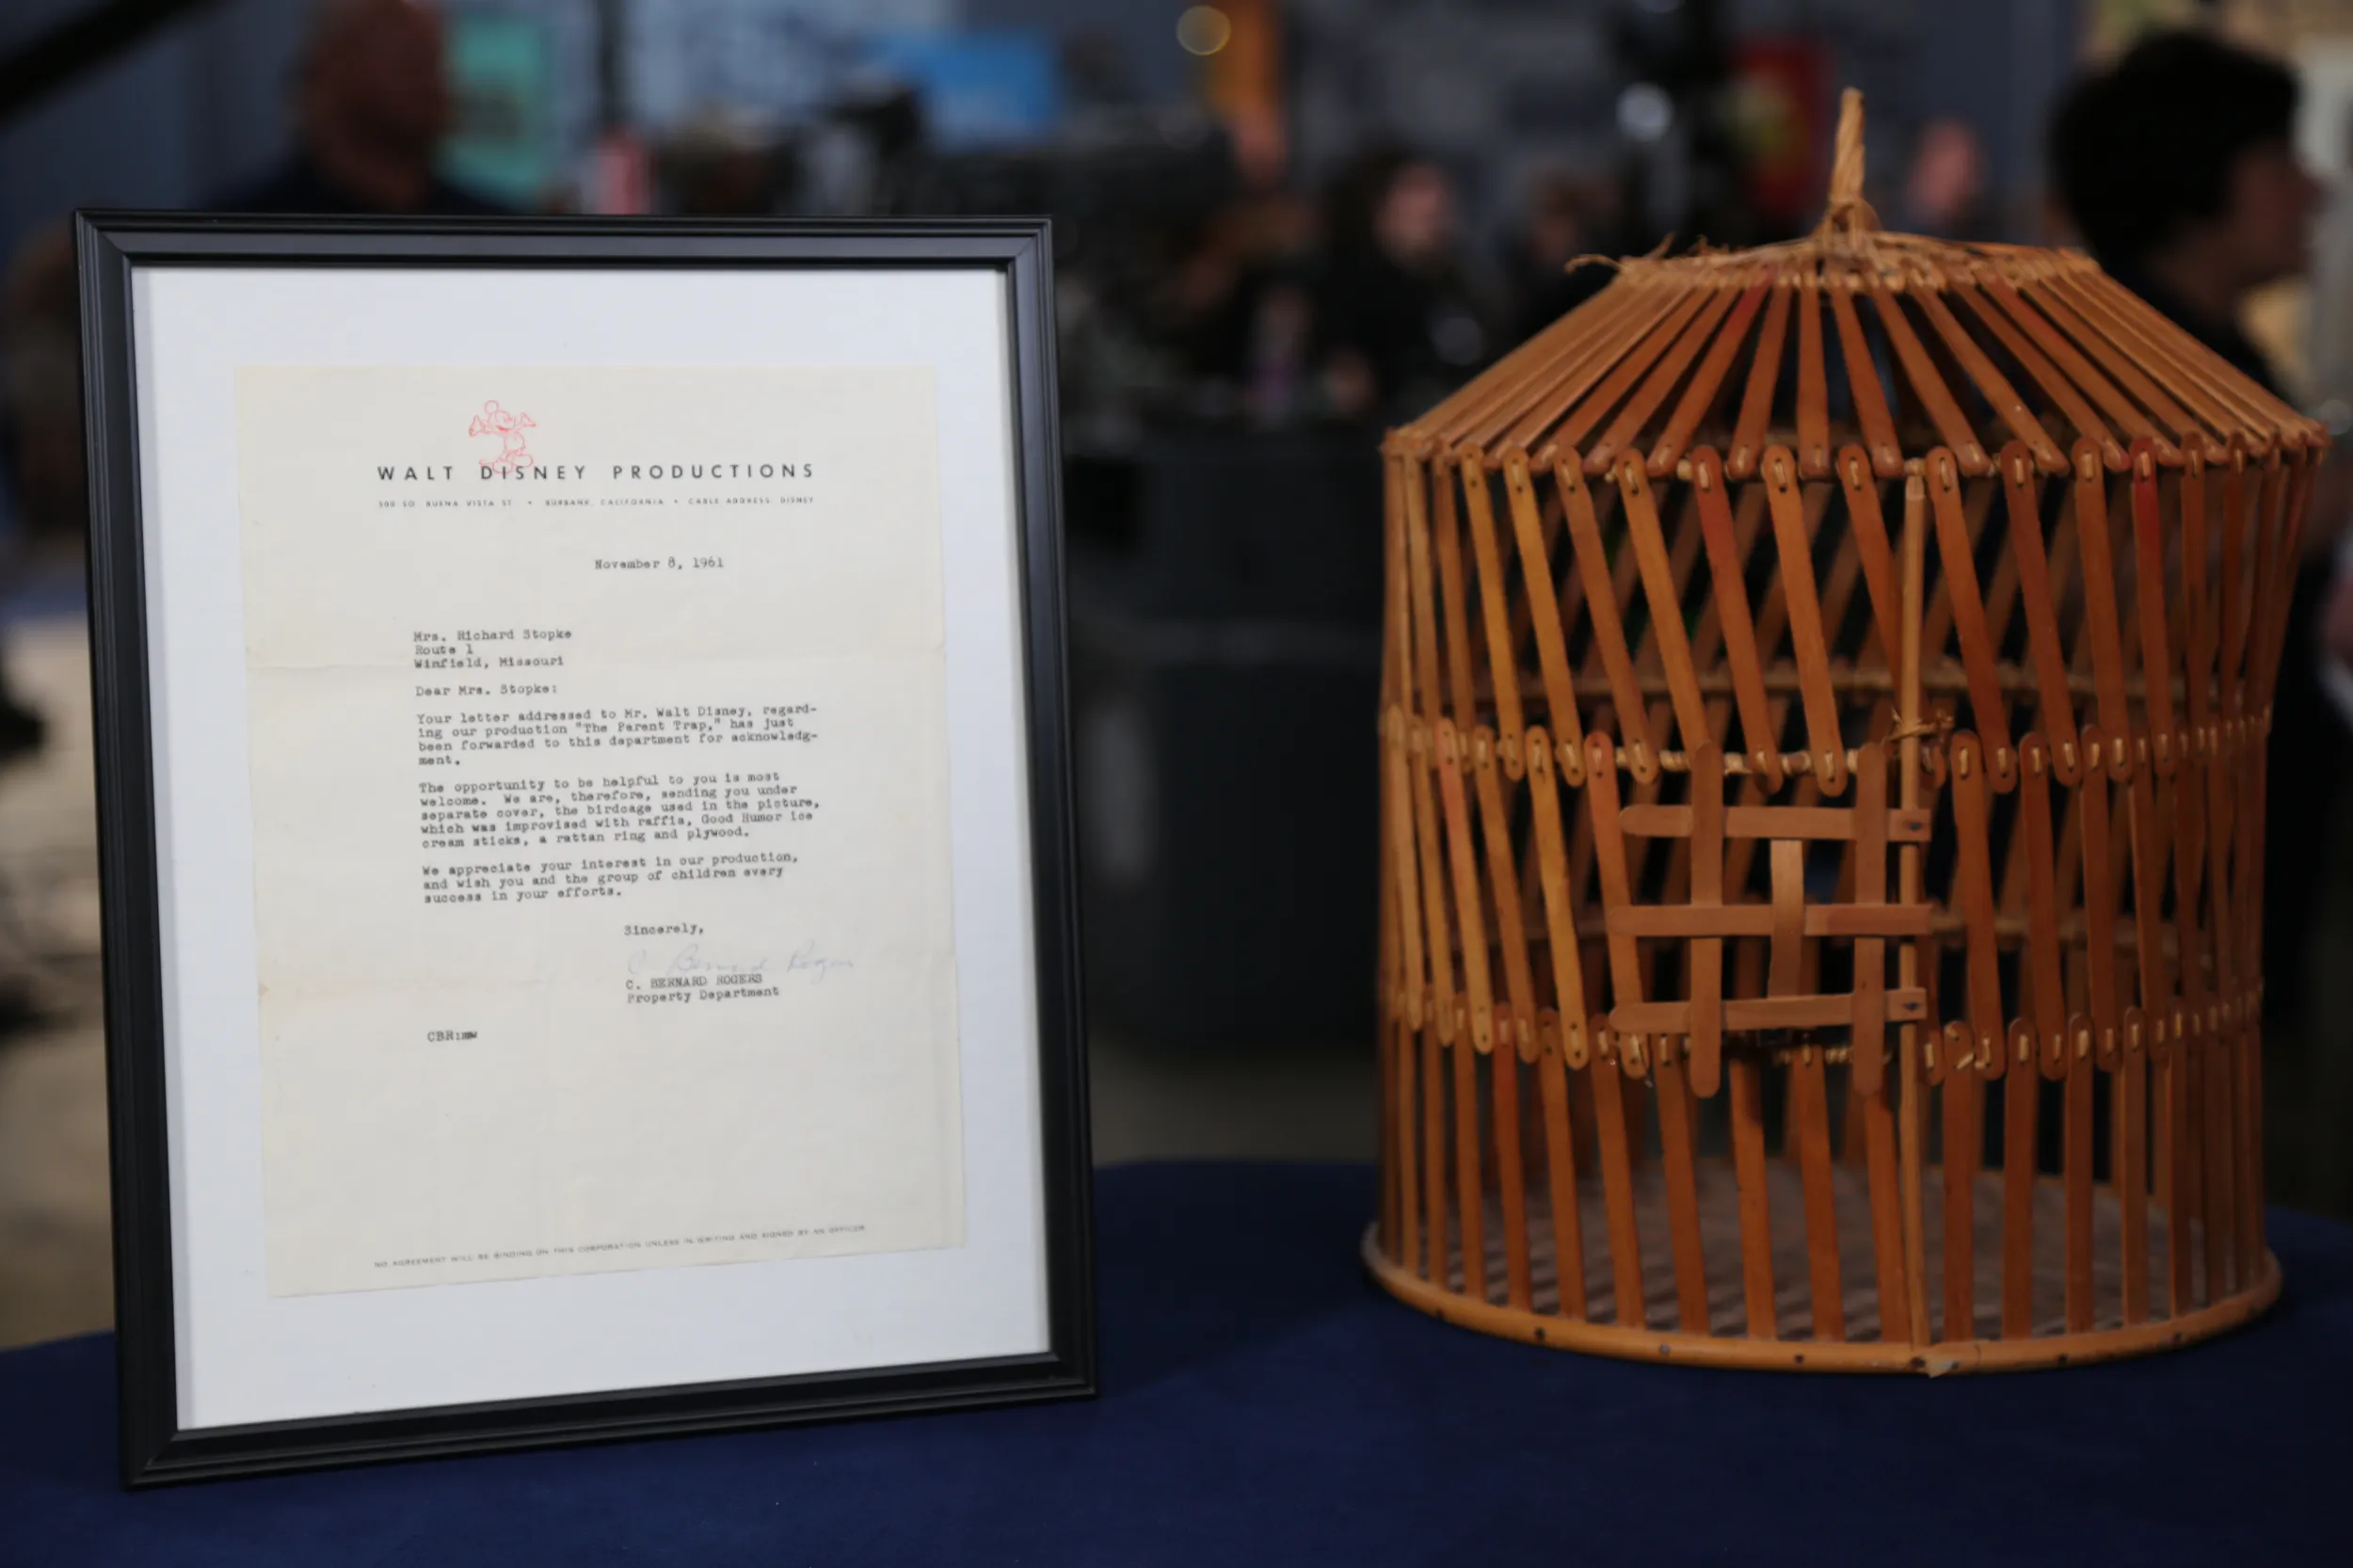 WALT DISNEY PRODUCTIONS
500 SO. BUENA VISTA ST. • BURBANK, CALIFORNIA • CABLE ADDRESS: DISNEY
November 8, 1961
Mrs. Richard Stopke
Route 1
Winfield, Missouri
Dear Mrs. Stopke:
Your letter addressed to Mr. Walt Disney, regard-
ing our production "The Parent Trap," has just
been forwarded to this department for acknowledg-
ment.
The opportunity to be helpful to you is most
welcome. We are, therefore, sending you under
separate cover, the birdcage used in the picture,
which was improvised with raffia, Good Humor ice
cream sticks, a rattan ring and plywood.
We appreciate your interest in our production,
and wish you and the group of children every
success in your efforts.
Sincerely,
C Bernard Rogers
C. BERNARD ROGERS
Property Department
CBR:mw
NO AGREEMENT WILL BE BINDING ON THIS CORPORATION UNLESS IN WRITING AND SIGNED BY AN OFFICER